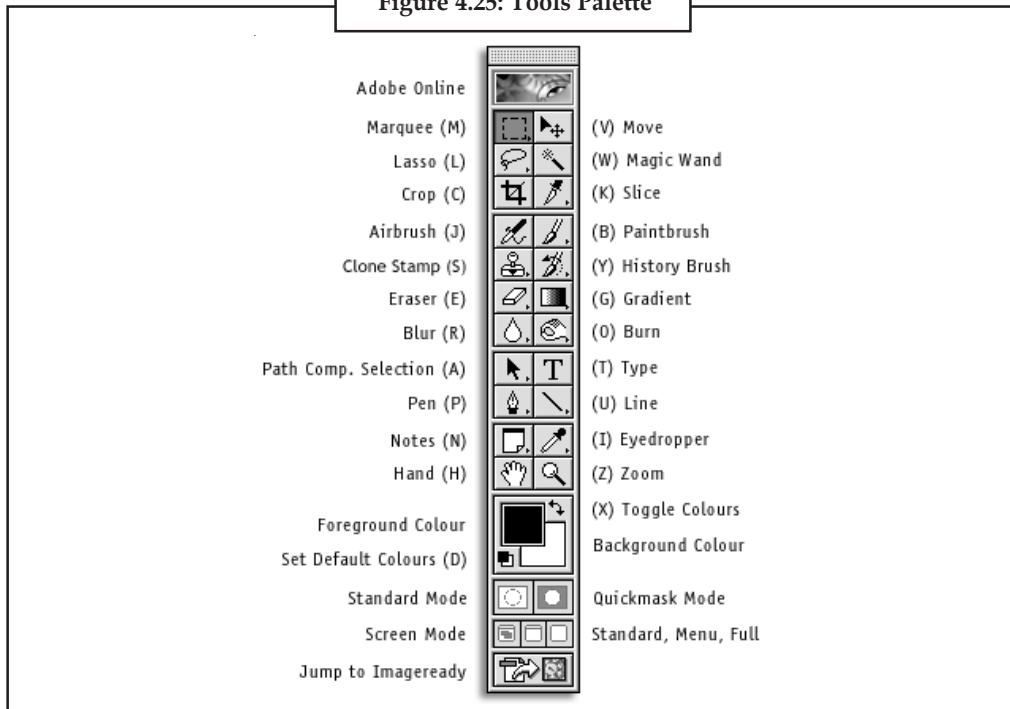 Figure 4.25: Tools Palette
Adobe Online
Marquee (M) (V) Move
Lasso (L) (W) Magic Wand
Crop (C) (K) Slice
Airbrush (J) (B) Paintbrush
Clone Stamp (S) (Y) History Brush
Eraser (E) (G) Gradient
Blur (R) (O) Burn
Path Comp. Selection (A) T (T) Type
Pen (P) (U) Line
Notes (N) (I) Eyedropper
Hand (H) (Z) Zoom
(X) Toggle Colours
Foreground Colour
Background Colour
Set Default Colours (D)
Standard Mode Quickmask Mode
Screen Mode Standard, Menu, Full
Jump to Imageready